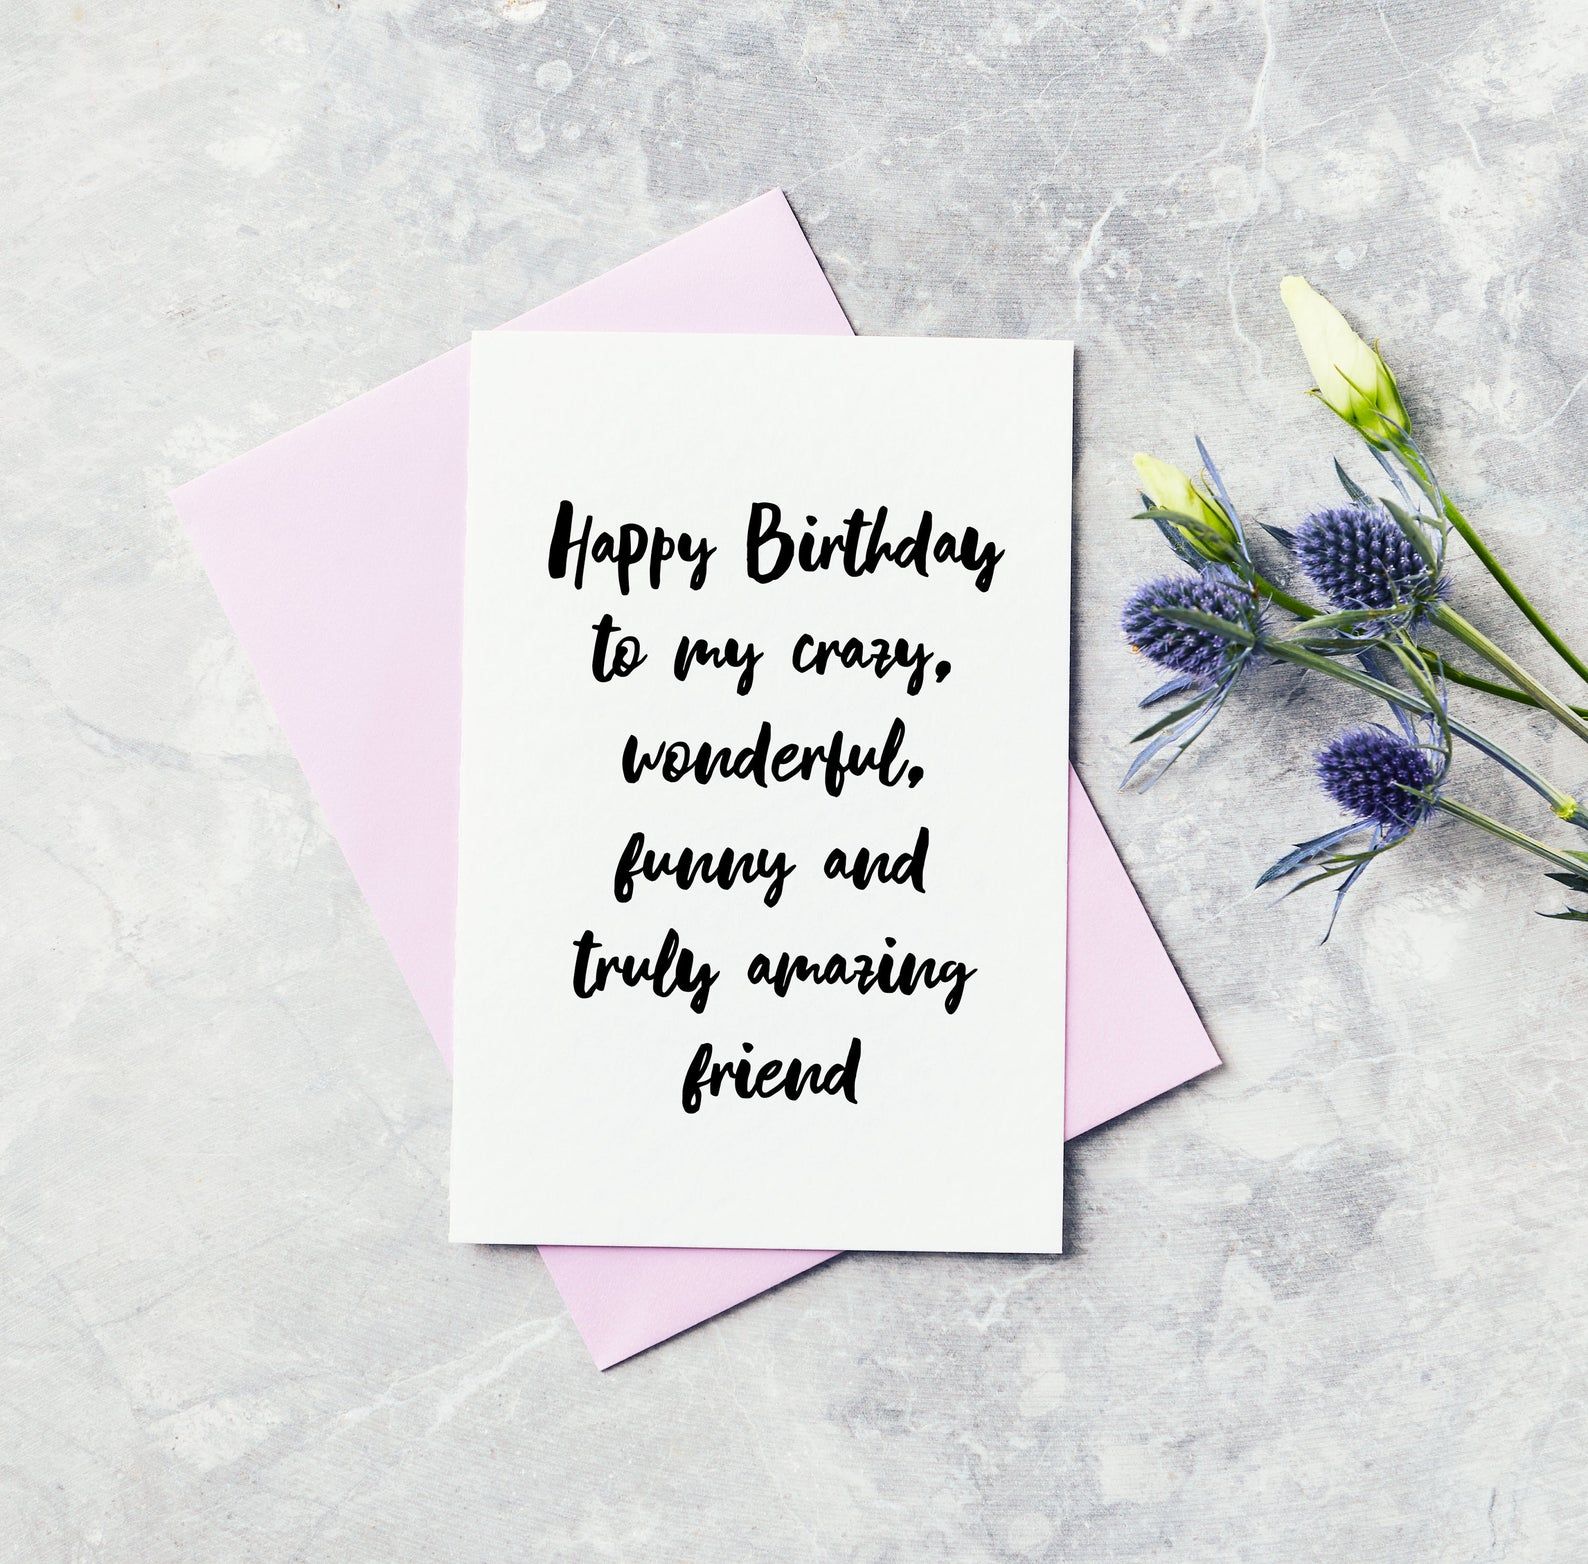 Happy Birthday
to my crazy,
wonderful,
funny and
truly amazing
friend